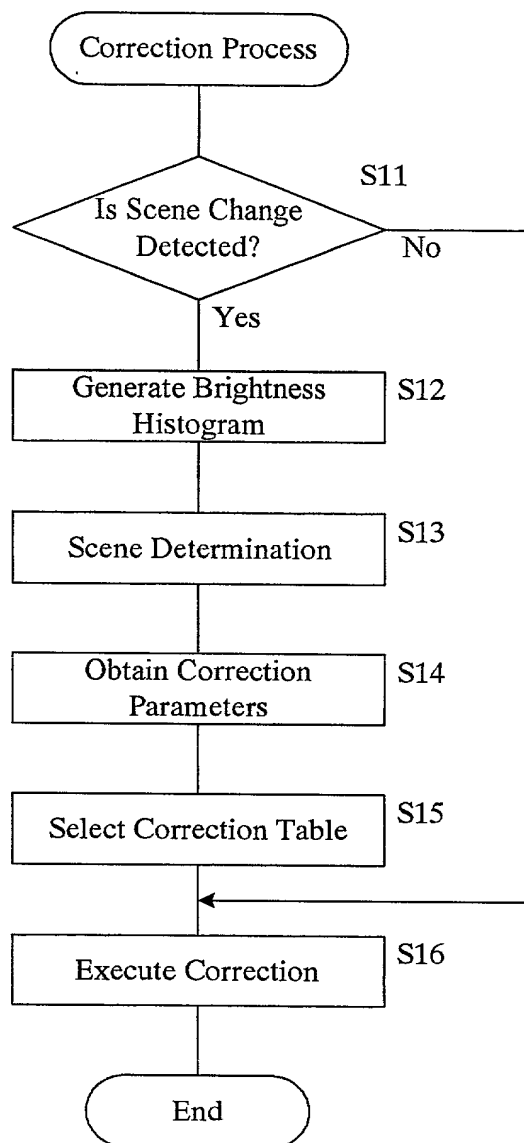 Correction Process
S11
Is Scene Change
Detected?
No
Yes
Generate Brightness
Histogram
S12
Scene Determination
S13
Obtain Correction
Parameters
S14
Select Correction Table
S15
Execute Correction
S16
End